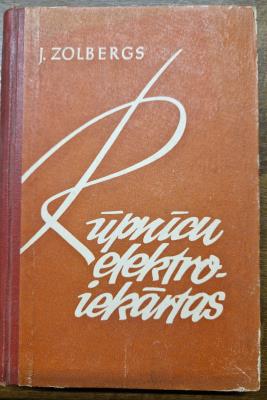 J. ZOLBERGS
Rūpnīcu
elektro-
iekārtas